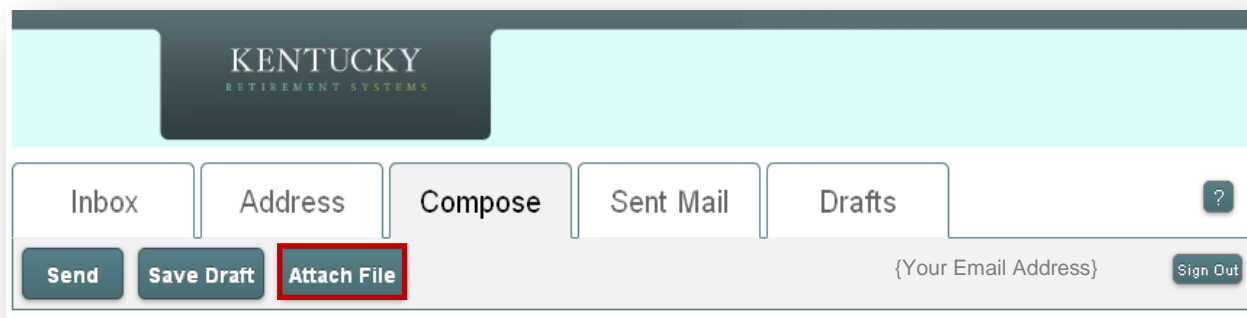 KENTUCKY
RETIREMENT SYSTEMS
Inbox Address Compose Sent Mail Drafts ?
Send Save Draft Attach File {Your Email Address} Sign Out